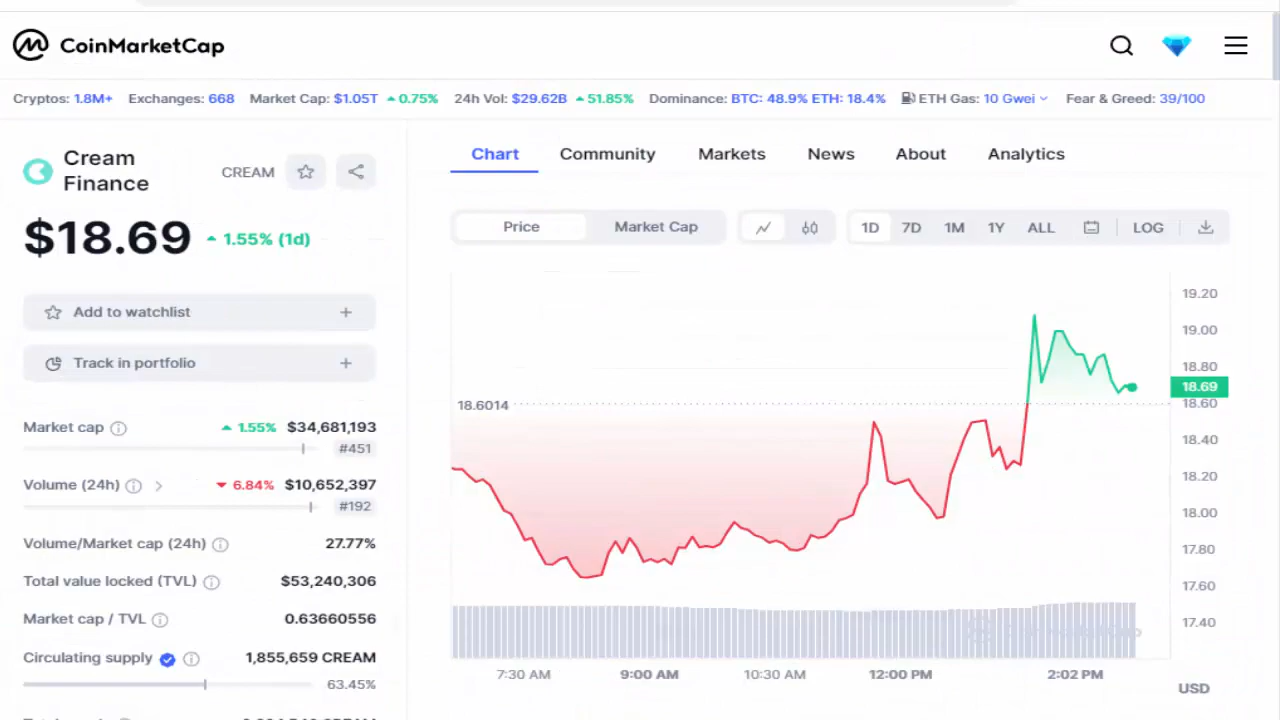 CoinMarketCap
Cryptos: 1.8M+ Exchanges: 668 Market Cap: $1.05T 0.75% 24h Vol: $29.62B 51.85% Dominance: BTC: 48.9% ETH: 18.4% ETH Gas: 10 Gwei Fear & Greed: 39/100
Cream
Finance
CREAM
$18.69 1.55% (1d)
Add to watchlist +
Track in portfolio +
Market cap 1.55% $34,681,193
#451
Volume (24h) 6.84% $10,652,397
#192
Volume/Market cap (24h) 27.77%
Total value locked (TVL) $53,240,306
Market cap / TVL 0.63660556
Circulating supply 1,855,659 CREAM
63.45%
Chart Community Markets News About Analytics
Price Market Cap 1D 7D 1M 1Y ALL LOG
19.20
19.00
18.80
18.69
18.6014
18.60
18.40
18.20
18.00
17.80
17.60
17.40
7:30 AM 9:00 AM 10:30 AM 12:00 PM 2:02 PM
USD